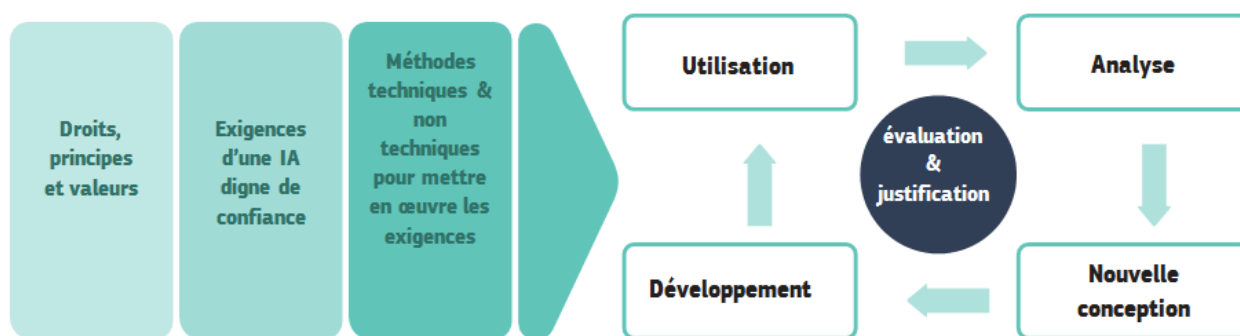 Droits,
principes
et valeurs
Exigences
d'une IA
digne de
confiance
Méthodes
techniques &
non
techniques
pour mettre
en œuvre les
exigences
Utilisation
Analyse
évaluation
&
justification
Développement
Nouvelle
conception